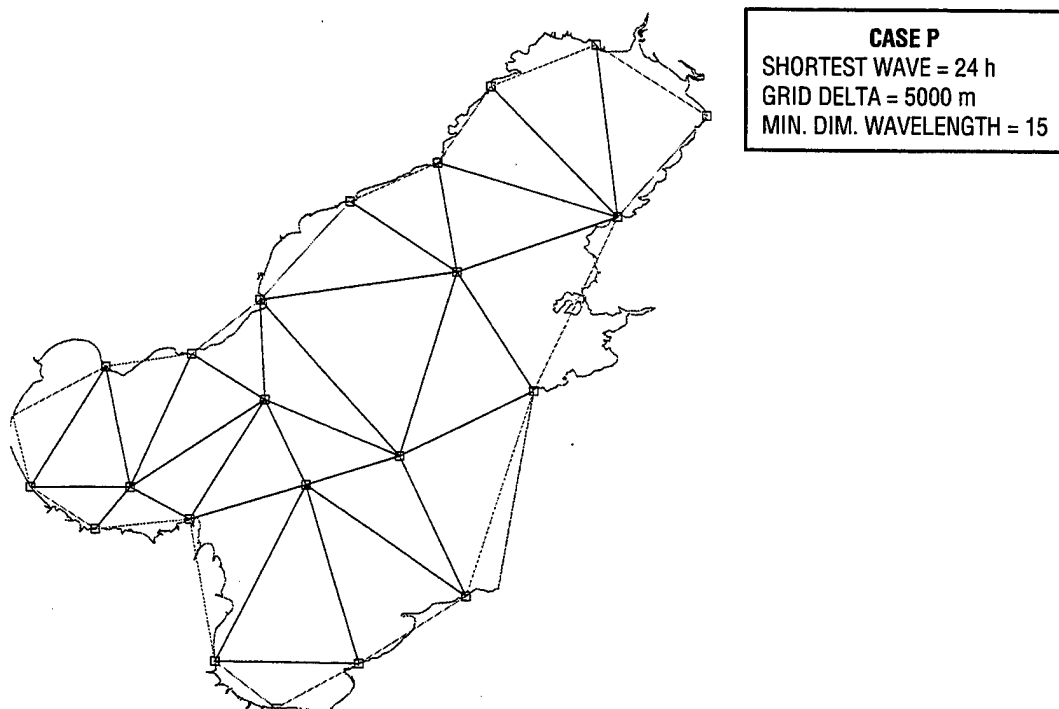 CASE P
SHORTEST WAVE = 24 h
GRID DELTA = 5000 m
MIN. DIM. WAVELENGTH = 15